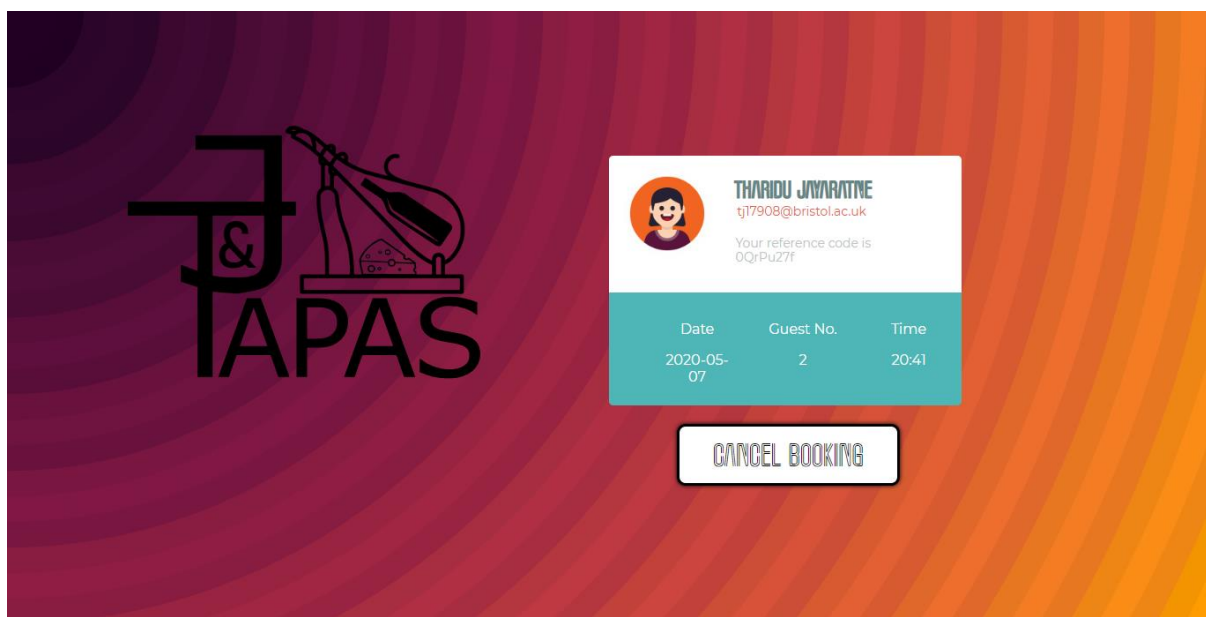 J
& 
TAPAS
THARIDU JAYARATNE
tj17908@bristol.ac.uk
Your reference code is
0QrPu27f
Date Guest No. Time
2020-05-
07 2 20:41
CANCEL BOOKING